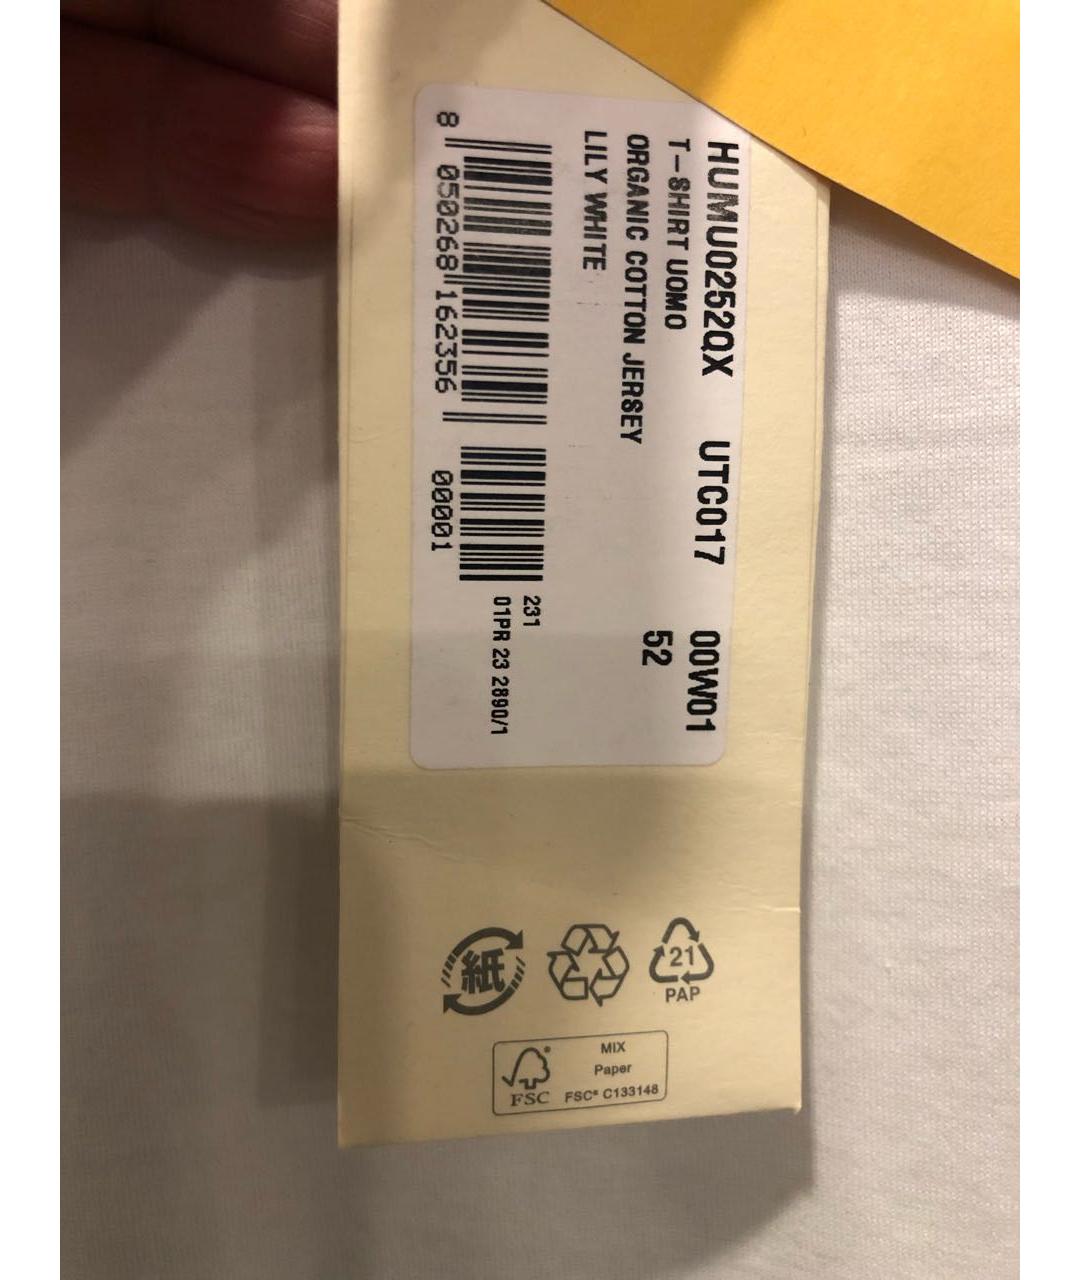 HUMU0252QX UTC017 00W01
T-SHIRT UOMO 52
ORGANIC COTTON JERSEY
LILY WHITE
8 050268 162356 00001
231
01PR 23 2890/1
紙
21
PAP
FSC
MIX
Paper
FSC® C133148